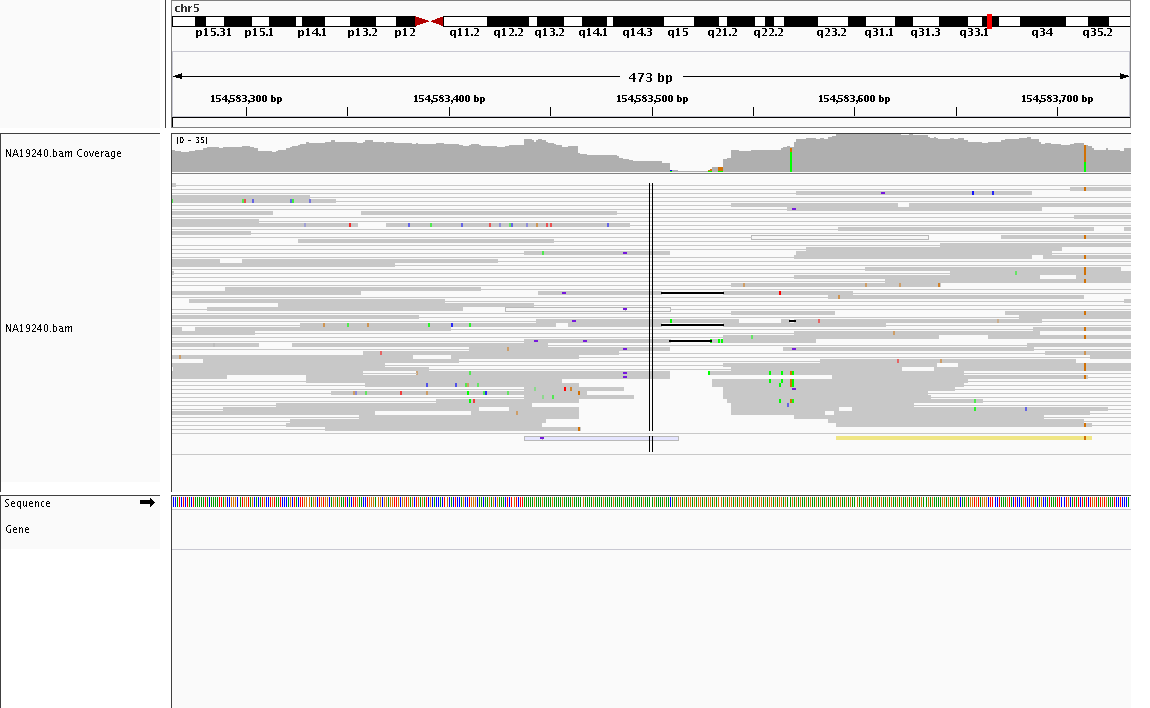 chr5
p15.31 p15.1 p14.1 p13.2 p12 q11.2 q12.2 q13.2 q14.1 q14.3 q15 q21.2 q22.2 q23.2 q31.1 q31.3 q33.1 q34 q35.2
473 bp
154,583,300 bp 154,583,400 bp 154,583,500 bp 154,583,600 bp 154,583,700 bp
[0 - 35]
NA19240.bam Coverage
NA19240.bam
Sequence
Gene